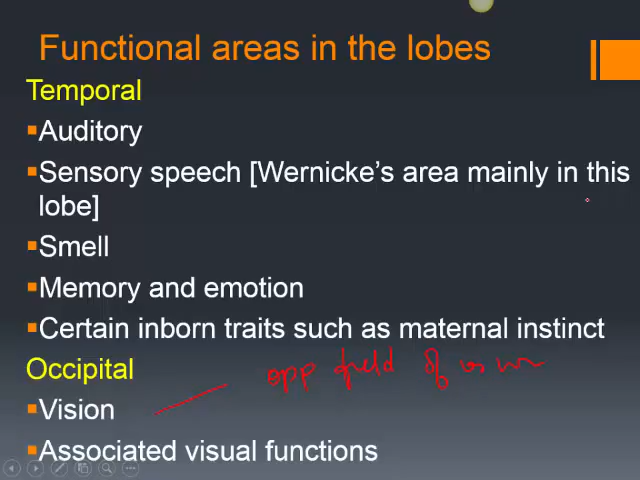 Functional areas in the lobes
Temporal
▪Auditory
▪Sensory speech [Wernicke's area mainly in this
lobe]
▪Smell
▪Memory and emotion
▪Certain inborn traits such as maternal instinct
Occipital
opp field of
▪Vision
▪Associated visual functions